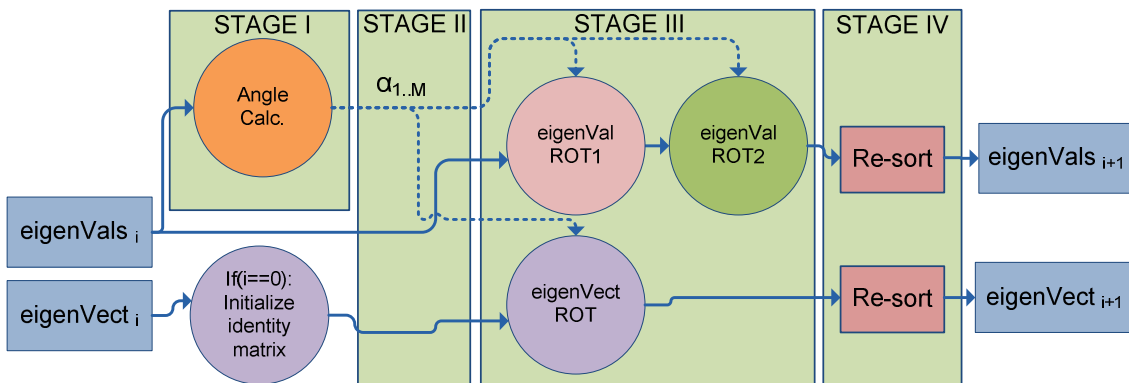 STAGE I
STAGE II
STAGE III
STAGE IV
Angle
Calc.
α1..M
eigenVal
ROT1
eigenVal
ROT2
Re-sort
eigenVals i+1
eigenVals i
eigenVect i
If(i==0):
Initialize
identity
matrix
eigenVect
ROT
Re-sort
eigenVect i+1